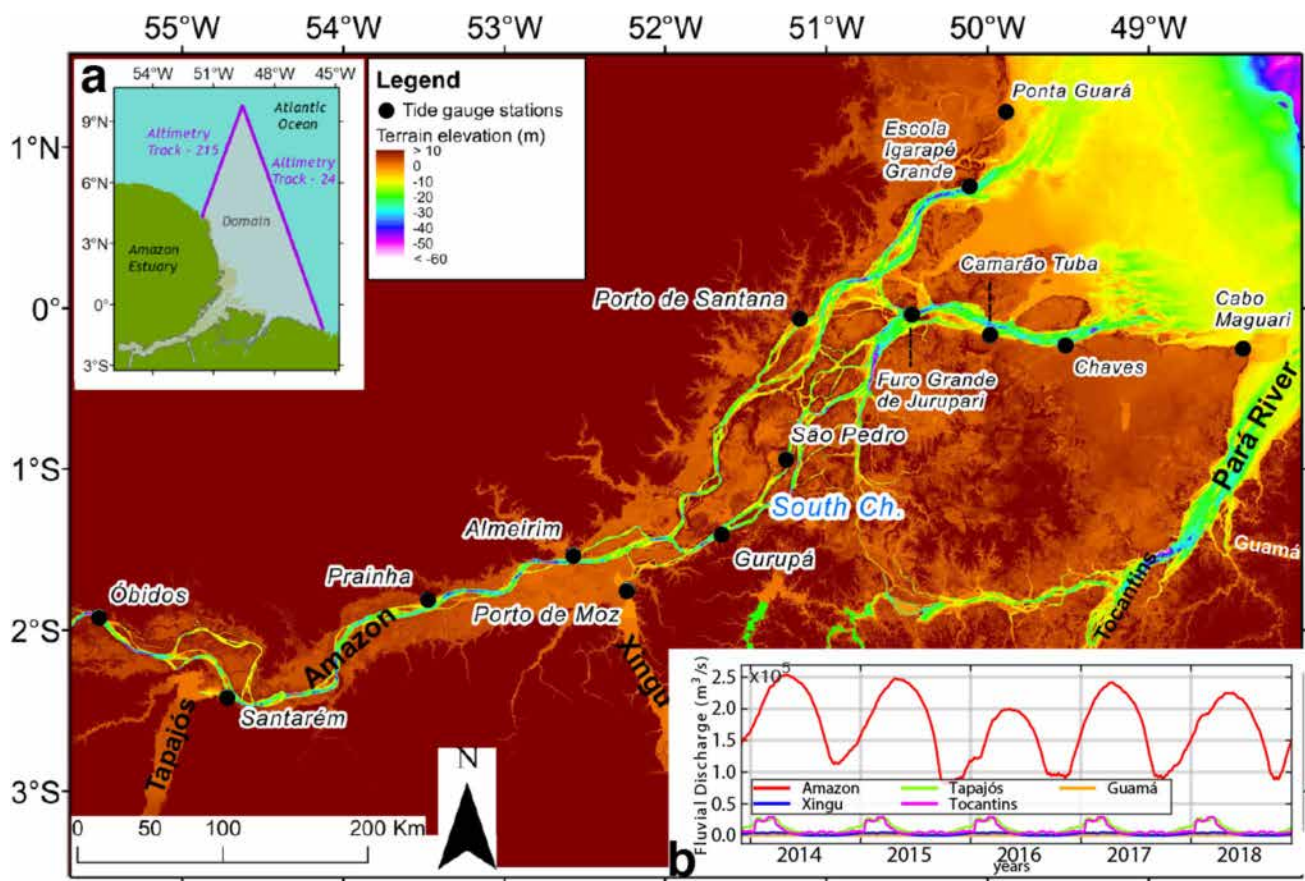 55°W 54°W 53°W 52°W 51°W 50°W 49°W
a
54°W 51°W 48°W 45°W
9°N
6°N
3°N
0°
3°S
Atlantic
Ocean
Altimetry
Track - 215
Altimetry
Track - 24
Domain
Amazon
Estuary
Legend
Tide gauge stations
Terrain elevation (m)
> 10
-10
-20
-30
-40
-50
< -60
1°N
0°
1°S
2°S
3°S
Ponta Guará
Escola
Igarapé
Grande
Camarão Tuba
Porto de Santana
Cabo
Maguari
Chaves
Furo Grande
de Jurupari
São Pedro
Pará River
South Ch.
Almeirim
Gurupá
Guamá
Prainha
Óbidos
Porto de Moz
Tocantins
Amazon
Xingu
Santarém
Tapajós
N
0 50 100 200 Km
b
Fluvial Discharge (m³/s)
x10⁵
2.5
2.0
1.5
1.0
0.5
0.0
Amazon Tapajós Guamá
Xingu Tocantins
2014 2015 2016 2017 2018
years